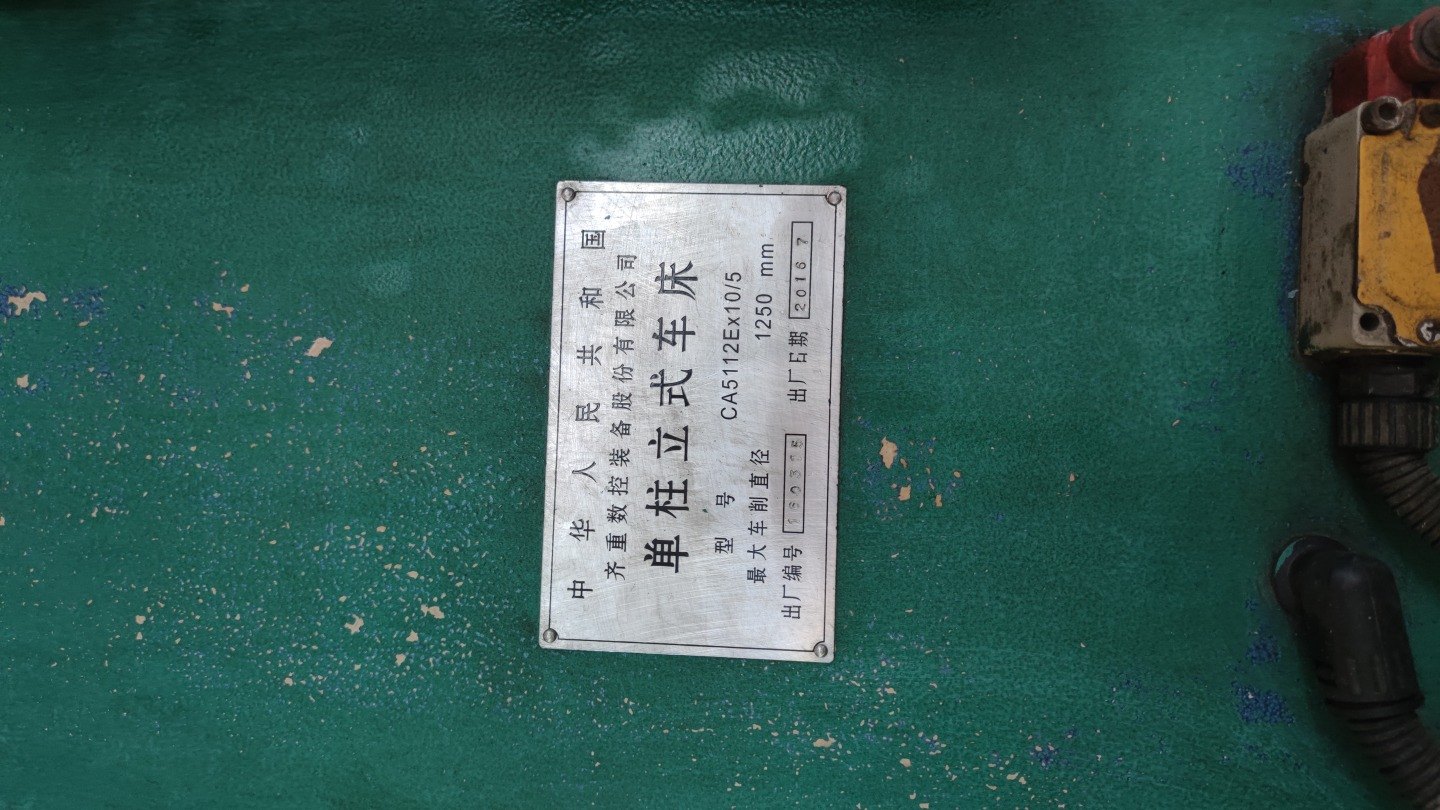 中华人民共和国
齐重数控装备股份有限公司
单柱立式车床
型号 CA5112Ex10/5
最大车削直径 1250 mm
出厂编号 出厂日期 2016 7